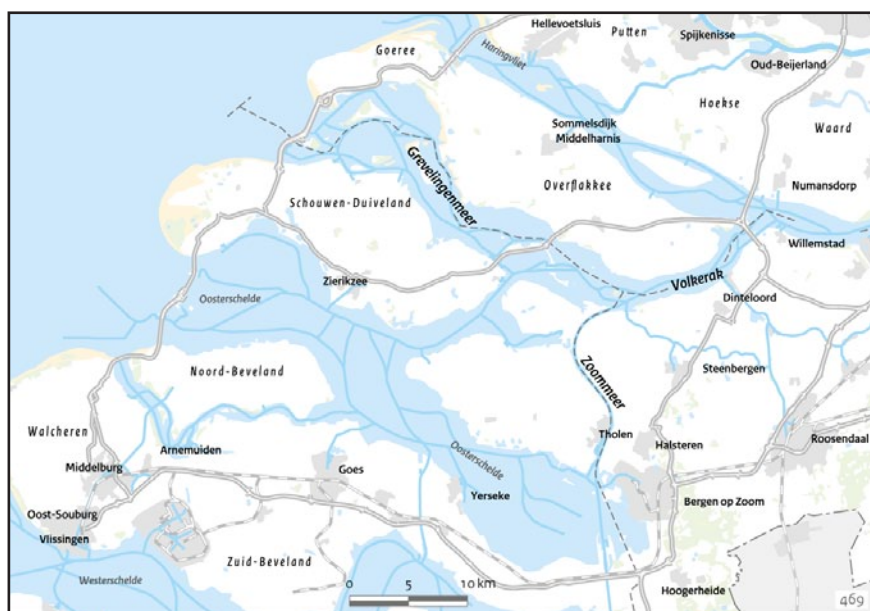 Hellevoetsluis
Putten
Spijkenisse
Goeree
Haringvliet
Oud-Beijerland
Hoekse
Waard
Sommelsdijk
Middelharnis
Grevelingenmeer
Overflakkee
Numansdorp
Schouwen-Duiveland
Willemstad
Zierikzee
Volkerak
Oosterschelde
Dinteloord
Zoommeer
Steenbergen
Noord-Beveland
Walcheren
Tholen
Halsteren
Roosendaal
Arnemuiden
Oosterschelde
Middelburg
Goes
Yerseke
Bergen op Zoom
Oost-Souburg
Vlissingen
Zuid-Beveland
Westerschelde
0 5 10 km
Hoogerheide
469